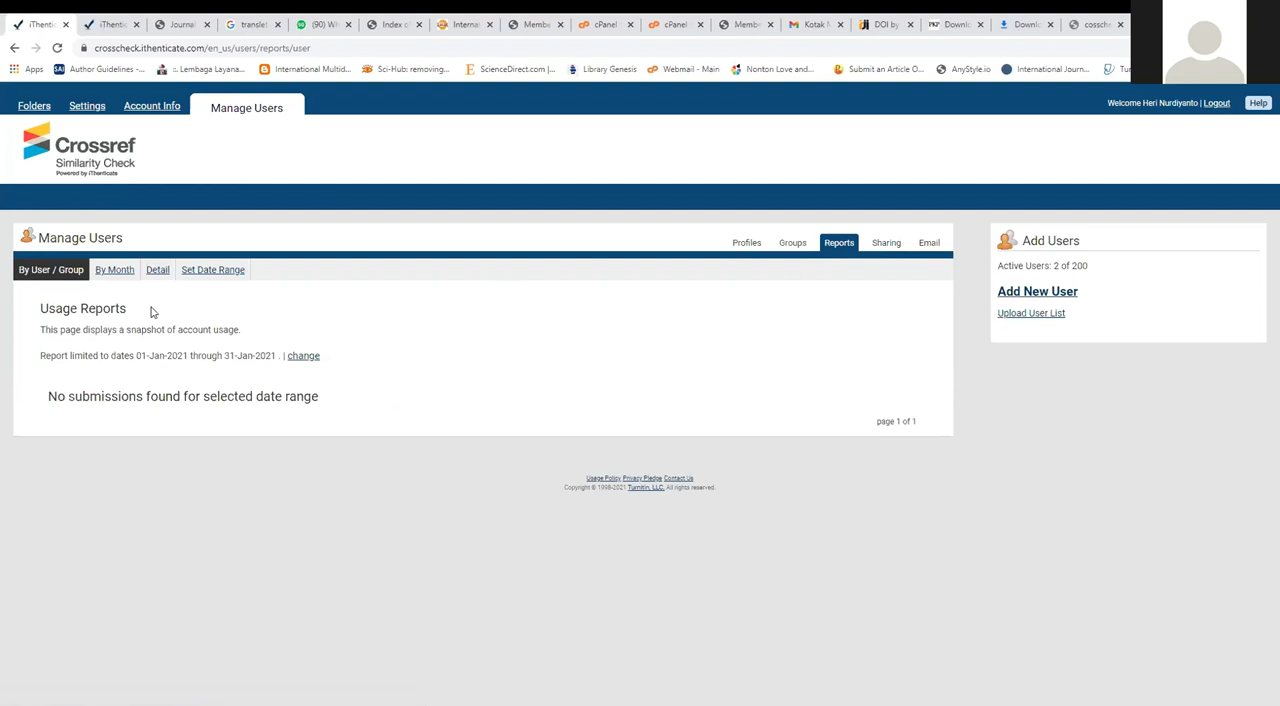 iThentic
iThentic
Journal
translet
(90) Wh
Index o
Interna
Membe
cPanel
cPanel
Membe
Kotak M
DOI by
Downl
Downl
cossche
crosscheck.ithenticate.com/en_us/users/reports/user
Apps
Author Guidelines -...
::. Lembaga Layana...
International Multid...
Sci-Hub: removing...
ScienceDirect.com |...
Library Genesis
Webmail - Main
Nonton Love and...
Submit an Article O...
AnyStyle.io
International Journ...
Folders
Settings
Account Info
Manage Users
Welcome Heri Nurdiyanto | Logout
Help
Crossref
Similarity Check
Powered by iThenticate
Manage Users
Profiles
Groups
Reports
Sharing
Email
By User / Group
By Month
Detail
Set Date Range
Usage Reports
This page displays a snapshot of account usage.
Report limited to dates 01-Jan-2021 through 31-Jan-2021 . | change
No submissions found for selected date range
page 1 of 1
Add Users
Active Users: 2 of 200
Add New User
Upload User List
Usage Policy Privacy Pledge Contact Us
Copyright © 1998-2021 Turnitin, LLC. All rights reserved.